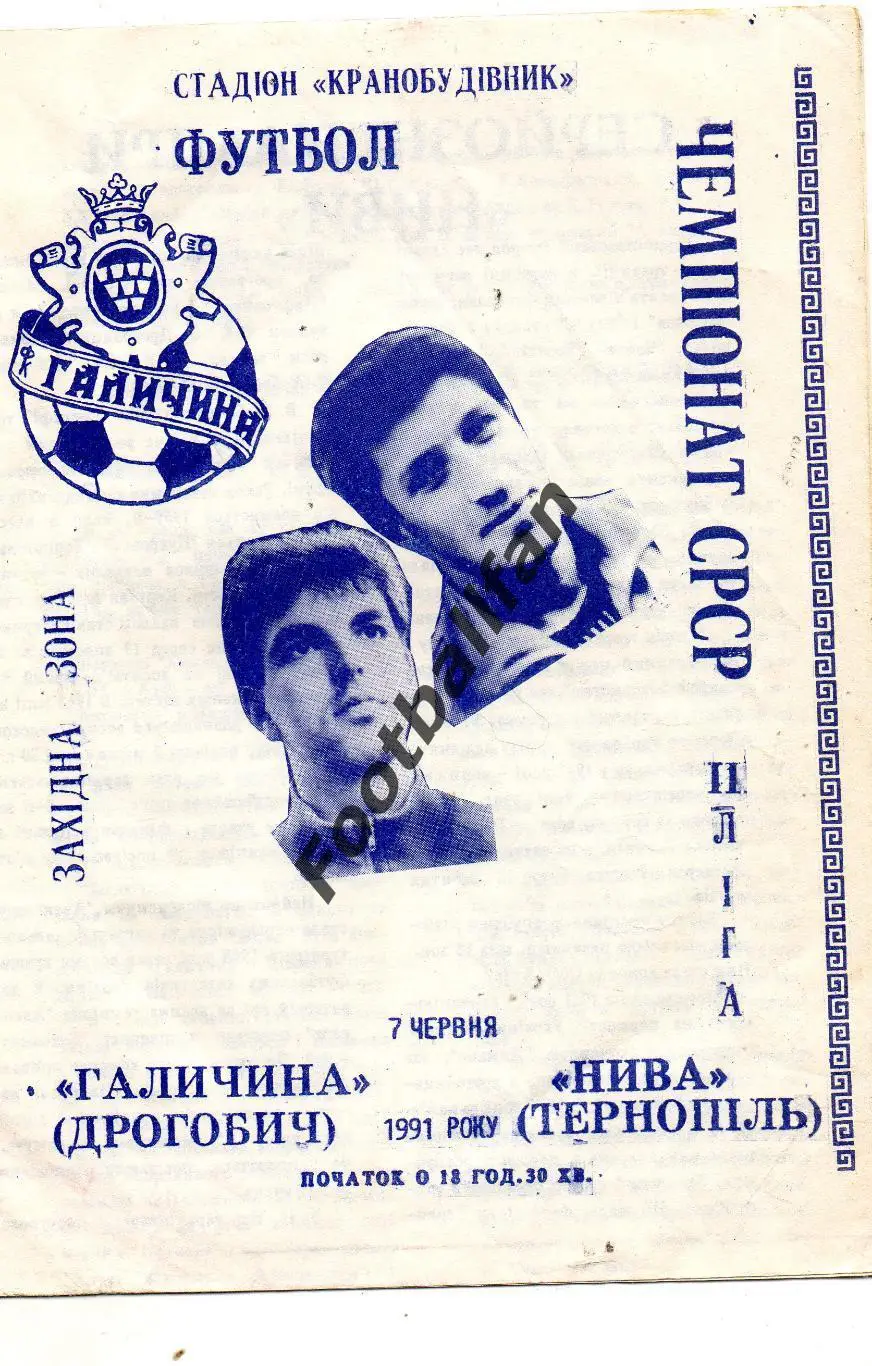 СТАДІОН «КРАНОБУДІВНИК»
ФУТБОЛ
ФК ГАЛИЧИНА
ЧЕМПІОНАТ СРСР
II ЛІГА
ЗАХІДНА ЗОНА
Footballfan
7 ЧЕРВНЯ
«ГАЛИЧИНА»
(ДРОГОБИЧ)
1991 РОКУ
«НИВА»
(ТЕРНОПІЛЬ)
ПОЧАТОК О 18 ГОД.30 ХВ.